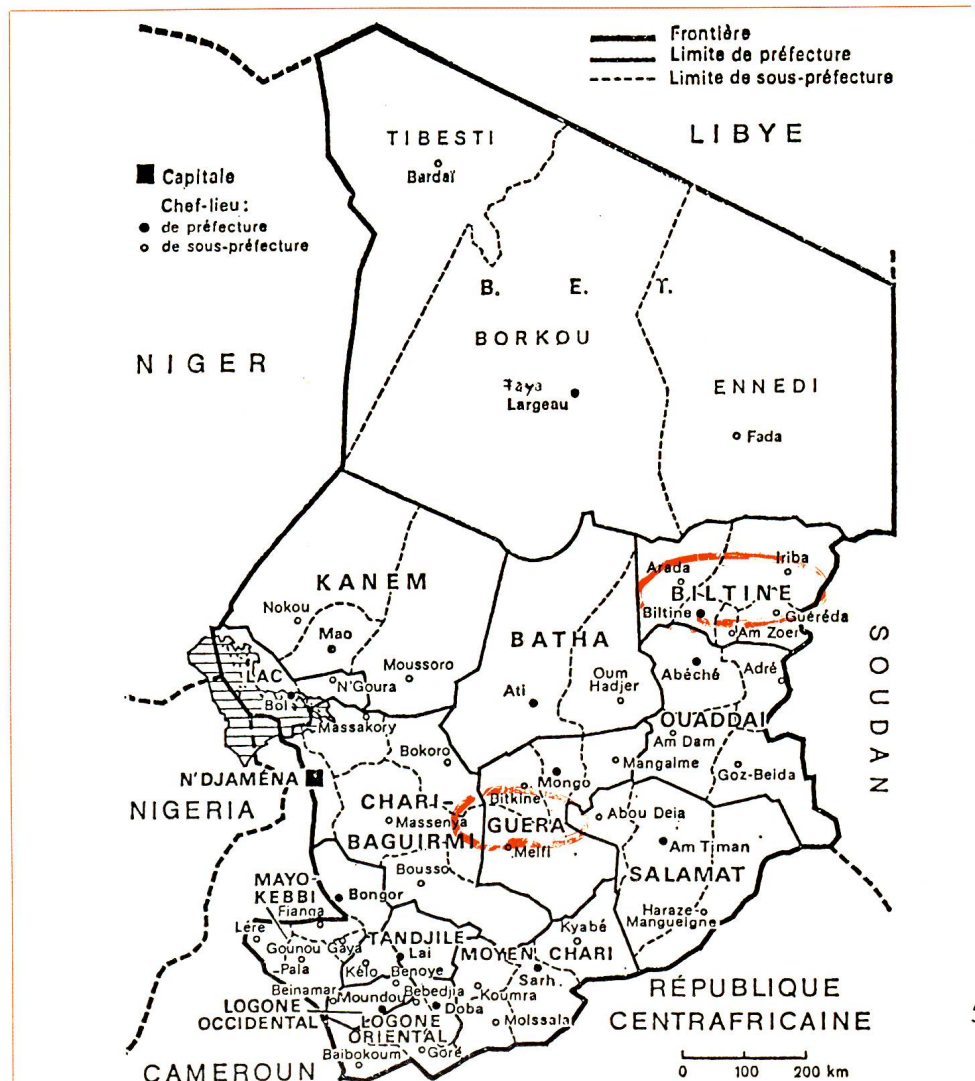 Frontière
Limite de préfecture
Limite de sous-préfecture
LIBYE
TIBESTI
Bardaï
Capitale
Chef-lieu :
de préfecture
de sous-préfecture
B. E. T.
BORKOU
NIGER
Faya
Largeau
ENNEDI
Fada
Iriba
Arada
KANEM
BILTINE
Nokou
Biltine
Guéréda
Am Zoer
Mao
BATHA
SOUDAN
Moussoro
Oum
Hadjer
Abéché
Adré
LAC
N'Goura
Ati
Bol
Massakory
OUADDAI
Am Dam
Bokoro
Mangalme
Goz-Beida
N'DJAMÉNA
Mongo
Bitkine
NIGERIA
CHARI-
BAGUIRMI
Massenya
GUERA
Abou Deia
Melfi
Am Timan
SALAMAT
Bousso
MAYO-
KEBBI
Bongor
Fianga
Haraze-
Mangueigne
Kyabé
Lére
TANDJILE
MOYEN CHARI
Gounou Gaya
Lai
Pala
Kélo
Benoye
Sarh
Beinamar
Moundou
Bebedjia
Koumra
RÉPUBLIQUE
CENTRAFRICAINE
LOGONE
OCCIDENTAL
Doba
LOGONE
ORIENTAL
Moissala
Baibokoum
Goré
CAMEROUN
0 100 200 km